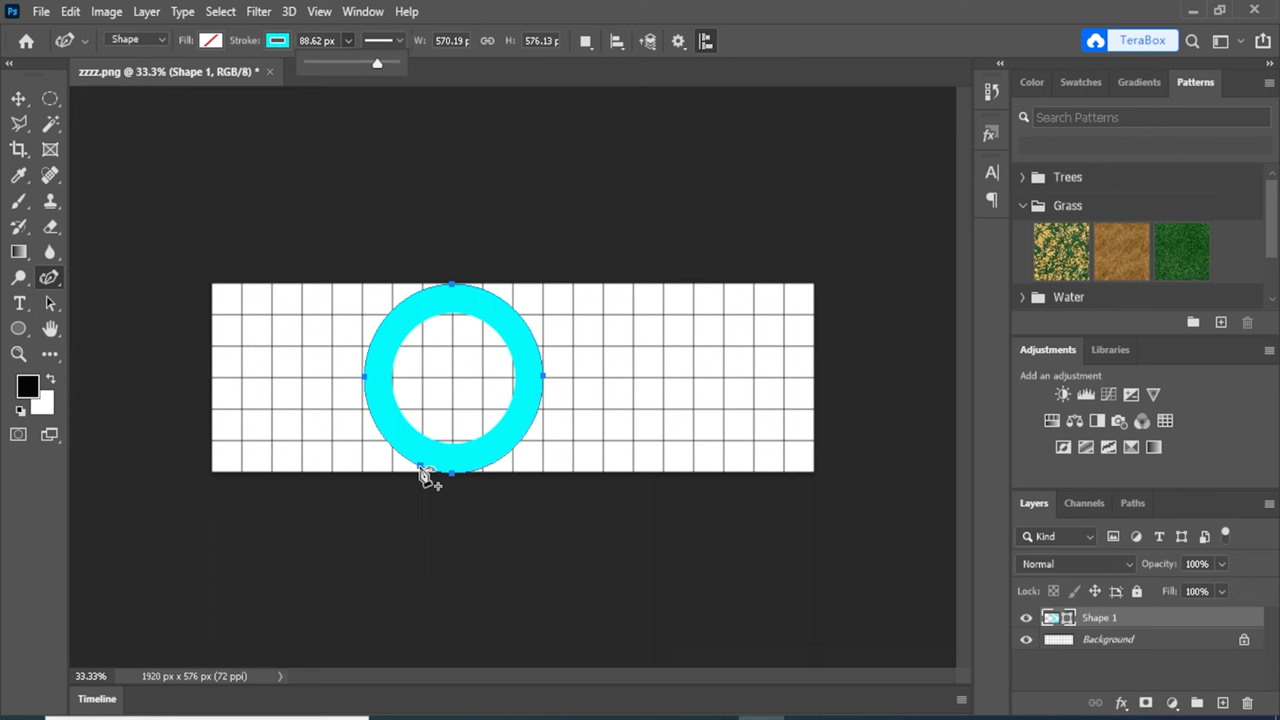 Ps File Edit Image Layer Type Select Filter 3D View Window Help
Shape Fill: Stroke: 88.62 px W: 570.19 p H: 576.13 p TeraBox
zzzz.png @ 33.3% (Shape 1, RGB/8) *
Color Swatches Gradients Patterns
Search Patterns
Trees
Grass
Water
Adjustments Libraries
Add an adjustment
Layers Channels Paths
Kind
Normal Opacity: 100%
Lock: Fill: 100%
Shape 1
Background
33.33% 1920 px x 576 px (72 ppi)
Timeline